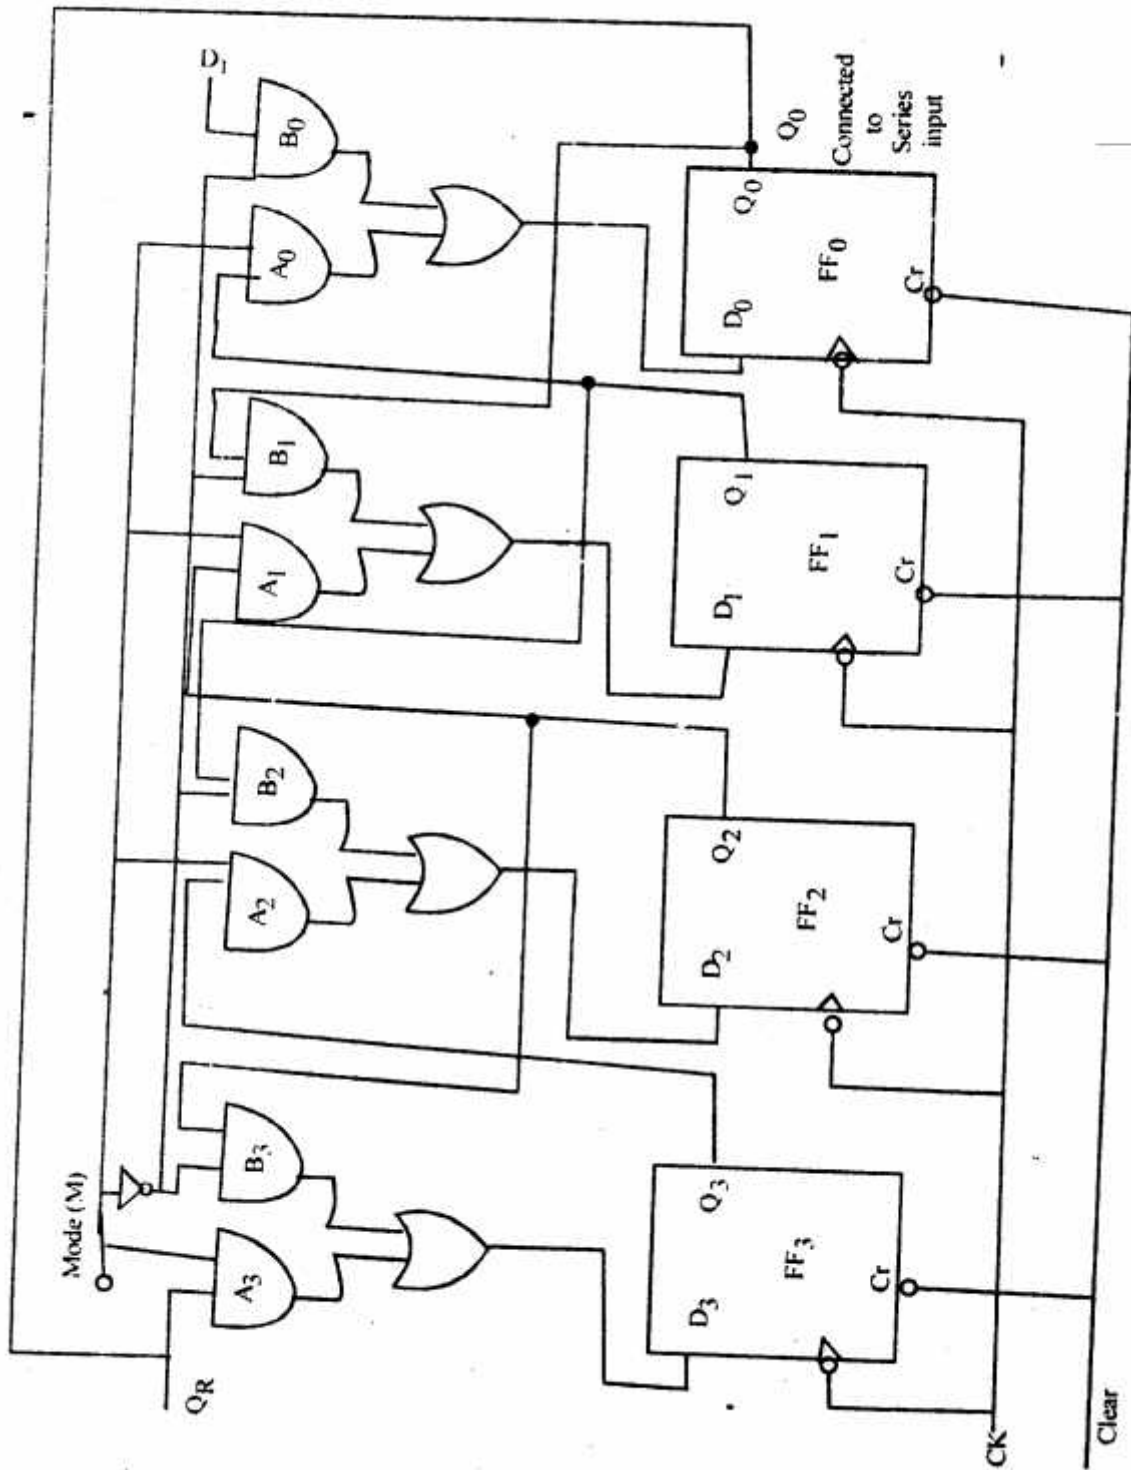 Mode (M)
QR
A3
B3
A2
B2
A1
B1
A0
B0
D1
D3
Q3
FF3
Cr
D2
Q2
FF2
Cr
D1
Q1
FF1
Cr
D0
Q0
FF0
Cr
Q0
Connected
to
Series
input
CK
Clear